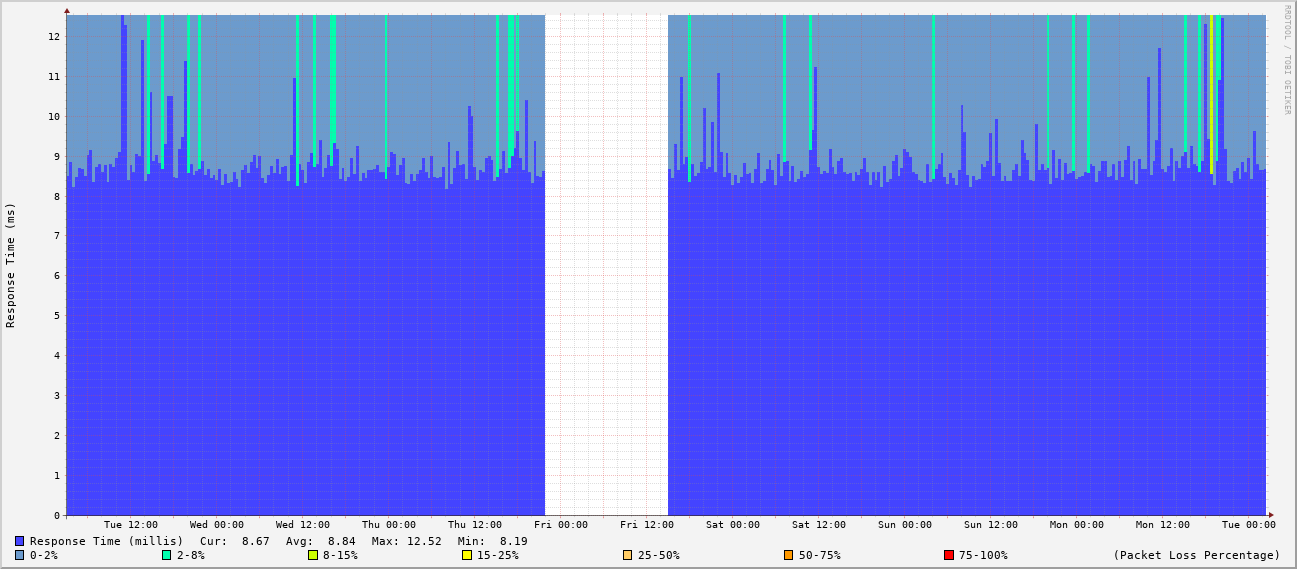 RRDTOOL / TOBI OETIKER
Response Time (ms)
12
11
10
9
8
7
6
5
4
3
2
1
0
Tue 12:00 Wed 00:00 Wed 12:00 Thu 00:00 Thu 12:00 Fri 00:00 Fri 12:00 Sat 00:00 Sat 12:00 Sun 00:00 Sun 12:00 Mon 00:00 Mon 12:00 Tue 00:00
Response Time (millis) Cur: 8.67 Avg: 8.84 Max: 12.52 Min: 8.19
0-2% 2-8% 8-15% 15-25% 25-50% 50-75% 75-100% (Packet Loss Percentage)